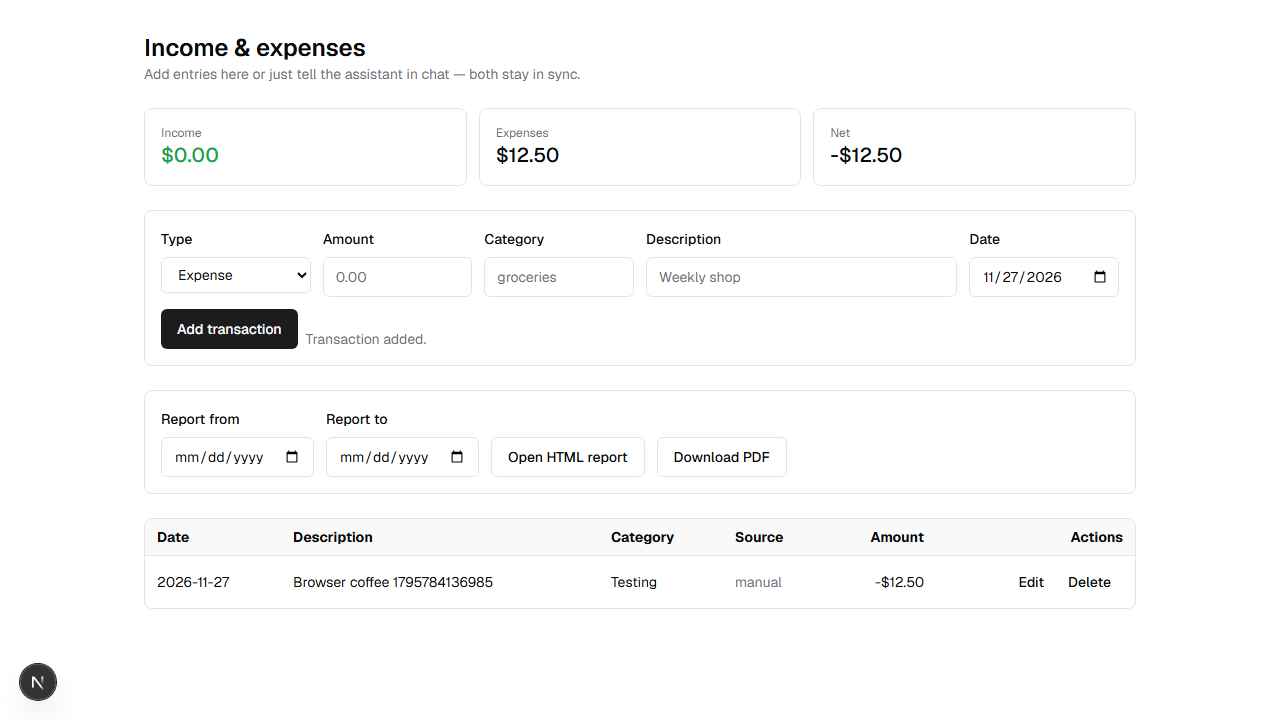 Income & expenses
Add entries here or just tell the assistant in chat — both stay in sync.
Income
$0.00
Expenses
$12.50
Net
-$12.50
Type
Amount
Category
Description
Date
Expense
0.00
groceries
Weekly shop
11/27/2026
Add transaction
Transaction added.
Report from
Report to
mm/dd/yyyy
mm/dd/yyyy
Open HTML report
Download PDF
Date Description Category Source Amount Actions
2026-11-27 Browser coffee 1795784136985 Testing manual -$12.50 Edit Delete
N